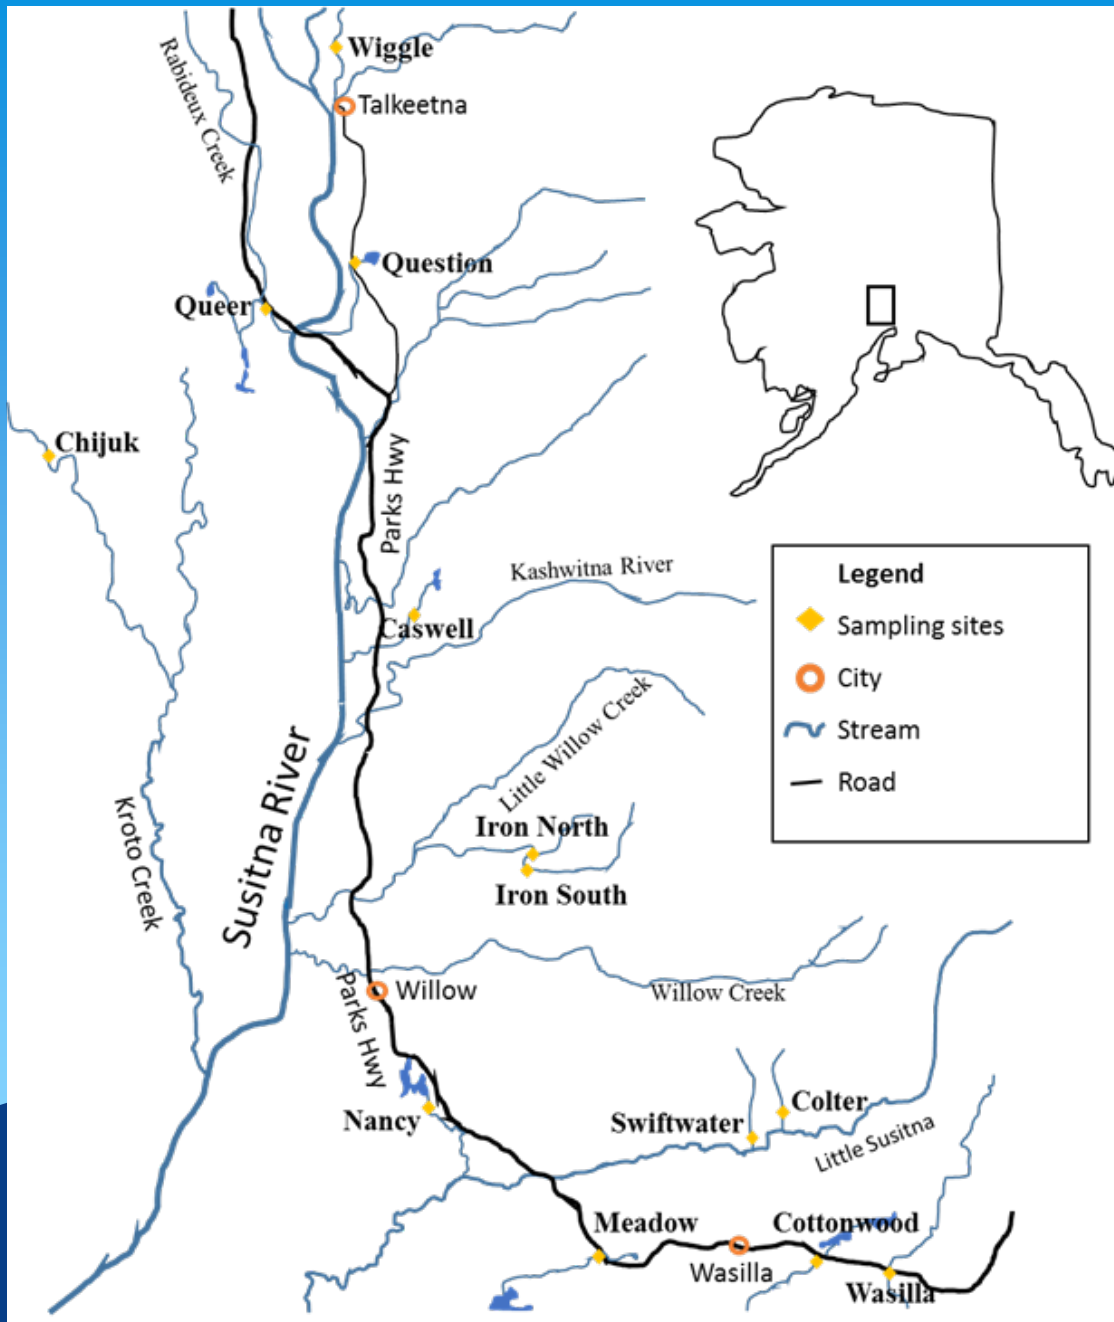 Wiggle
Talkeetna
Rabideux Creek
Question
Queer
Chijuk
Parks Hwy
Kashwitna River
Caswell
Legend
Sampling sites
City
Stream
Road
Little Willow Creek
Iron North
Iron South
Susitna River
Kroto Creek
Willow Creek
Willow
Parks Hwy
Nancy
Swiftwater
Colter
Little Susitna
Meadow
Cottonwood
Wasilla
Wasilla